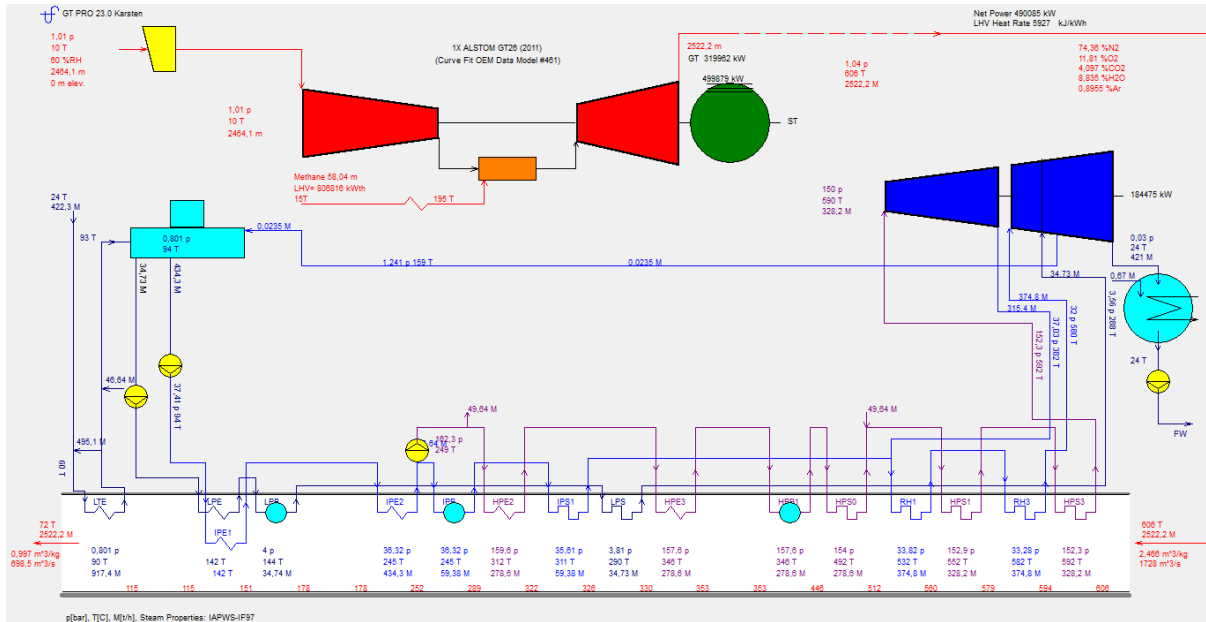 GT PRO 23.0 Karsten
Net Power 490085 kW
LHV Heat Rate 5927 kJ/kWh
1,01 p
10 T
60 %RH
2464,1 m
0 m elev.
1X ALSTOM GT26 (2011)
(Curve Fit OEM Data Model #461)
2522,2 m
GT 319962 kW
499879 kW
1,04 p
606 T
2522,2 M
74,36 %N2
11,81 %O2
4,097 %CO2
8,835 %H2O
0,8955 %Ar
1,01 p
10 T
2464,1 m
ST
Methane 58,04 m
LHV= 806816 kWth
15T
195 T
150 p
590 T
328,2 M
184475 kW
24 T
422,3 M
93 T
0,801 p
94 T
0,0235 M
1,241 p 159 T
0,0235 M
0,03 p
24 T
421 M
34,73 M
434,3 M
34,73 M
0,67 M
374,8 M
315,4 M
32 p 580 T
37,03 p 382 T
152,3 p 592 T
3,56 p 288 T
24 T
FW
46,64 M
37,41 p 94 T
49,64 M
49,64 M
495,1 M
60 T
162,3 p
249 T
LTE
LPE
LPB
IPE2
IPB
HPE2
IPS1
LPS
HPE3
HPB1
HPS0
RH1
HPS1
RH3
HPS3
IPE1
72 T
2522,2 M
0,997 m^3/kg
698,5 m^3/s
606 T
2522,2 M
2,466 m^3/kg
1728 m^3/s
0,801 p
90 T
917,4 M
142 T
142 T
4 p
144 T
34,74 M
36,32 p
245 T
434,3 M
36,32 p
245 T
59,38 M
159,6 p
312 T
278,6 M
35,61 p
311 T
59,38 M
3,81 p
290 T
34,73 M
157,6 p
346 T
278,6 M
157,6 p
346 T
278,6 M
154 p
492 T
278,6 M
33,82 p
532 T
374,8 M
152,9 p
552 T
328,2 M
33,28 p
582 T
374,8 M
152,3 p
592 T
328,2 M
115 115 151 178 178 252 289 322 326 330 353 353 512 560 579 594 606
p[bar], T[C], M[t/h], Steam Properties: IAPWS-IF97